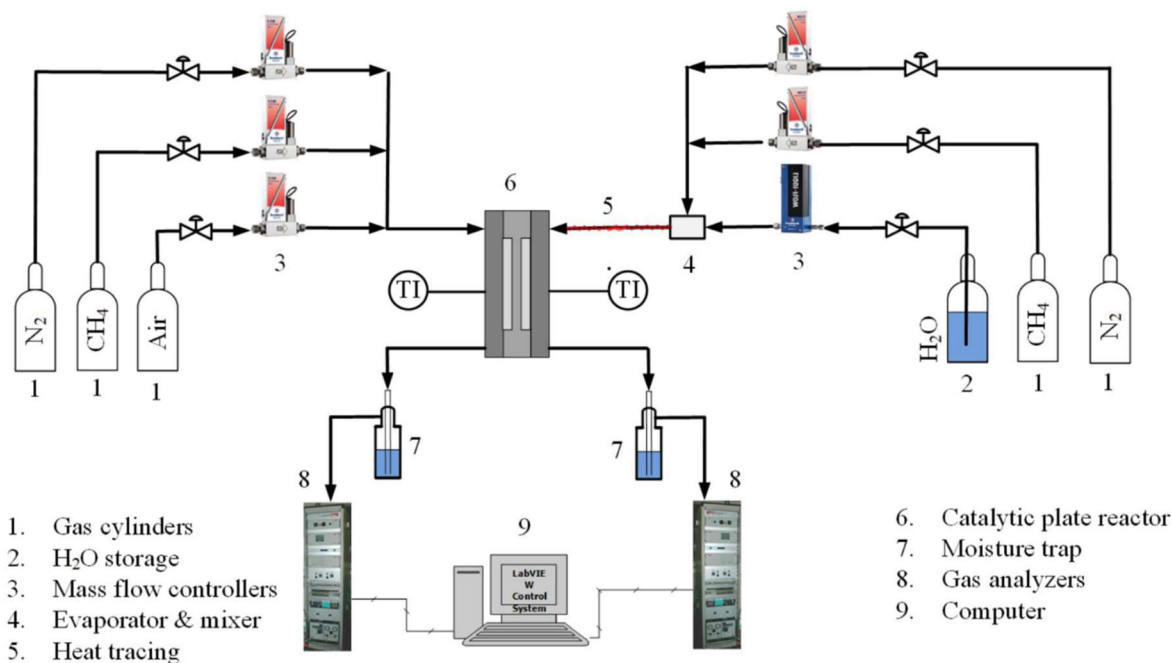 6
5
3
4
3
TI
TI
N₂
CH₄
Air
H₂O
CH₄
N₂
1
1
1
2
1
1
7
7
8
8
9
LabVIE
W
Control
System
1. Gas cylinders
2. H₂O storage
3. Mass flow controllers
4. Evaporator & mixer
5. Heat tracing
6. Catalytic plate reactor
7. Moisture trap
8. Gas analyzers
9. Computer